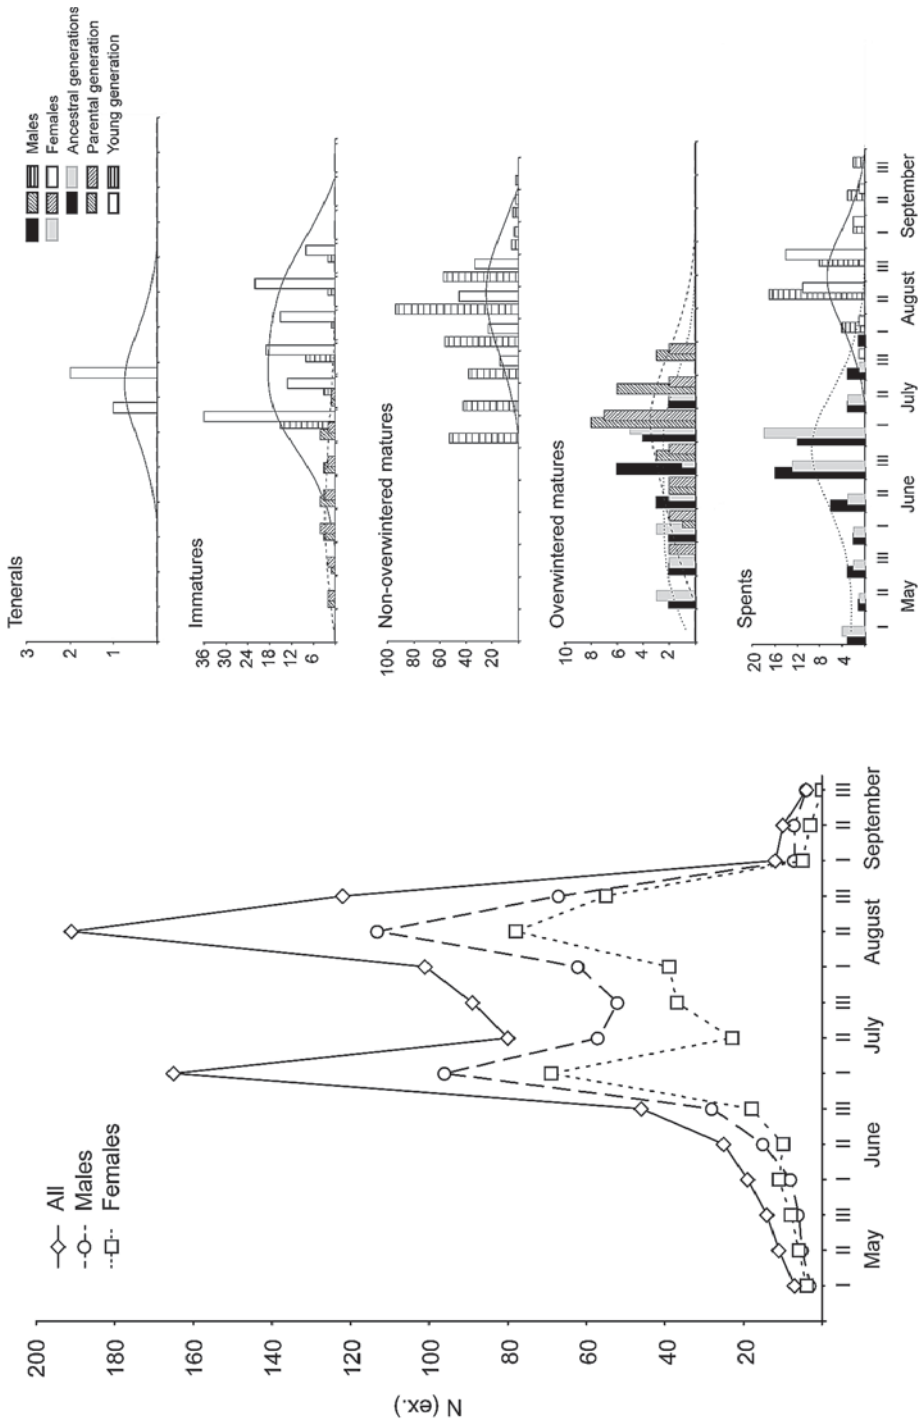 N (ex.)
200
180
160
140
120
100
80
60
40
20
All
Males
Females
I II III I II III I II III I II III I II III
May June July August September
Tenerals
3
2
1
Males
Females
Ancestral generations
Parental generation
Young generation
Immatures
36
30
24
18
12
6
Non-overwintered matures
100
80
60
40
20
0
Overwintered matures
10
8
6
4
2
Spents
20
16
12
8
4
I II III I II III I II III I II III I II III
May June July August September